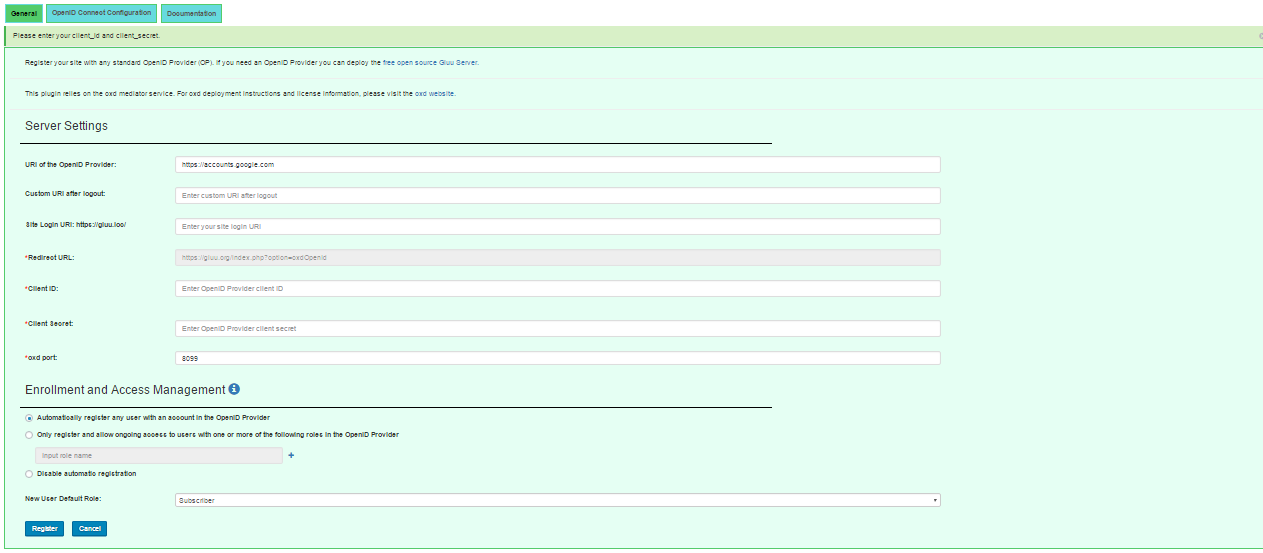 General OpenID Connect Configuration Documentation
Please enter your client_id and client_secret.
Register your site with any standard OpenID Provider (OP). If you need an OpenID Provider you can deploy the free open source Gluu Server.
This plugin relies on the oxd mediator service. For oxd deployment instructions and license information, please visit the oxd website.
Server Settings
URI of the OpenID Provider: https://accounts.google.com
Custom URI after logout: Enter custom URI after logout
Site Login URI: https://gluu.loo/ Enter your site login URI
*Redirect URL: https://gluu.org/index.php?option=oxdOpenId
*Client ID: Enter OpenID Provider client ID
*Client Secret: Enter OpenID Provider client secret
*oxd port: 8099
Enrollment and Access Management
Automatically register any user with an account in the OpenID Provider
Only register and allow ongoing access to users with one or more of the following roles in the OpenID Provider
Input role name +
Disable automatic registration
New User Default Role: Subscriber
Register Cancel